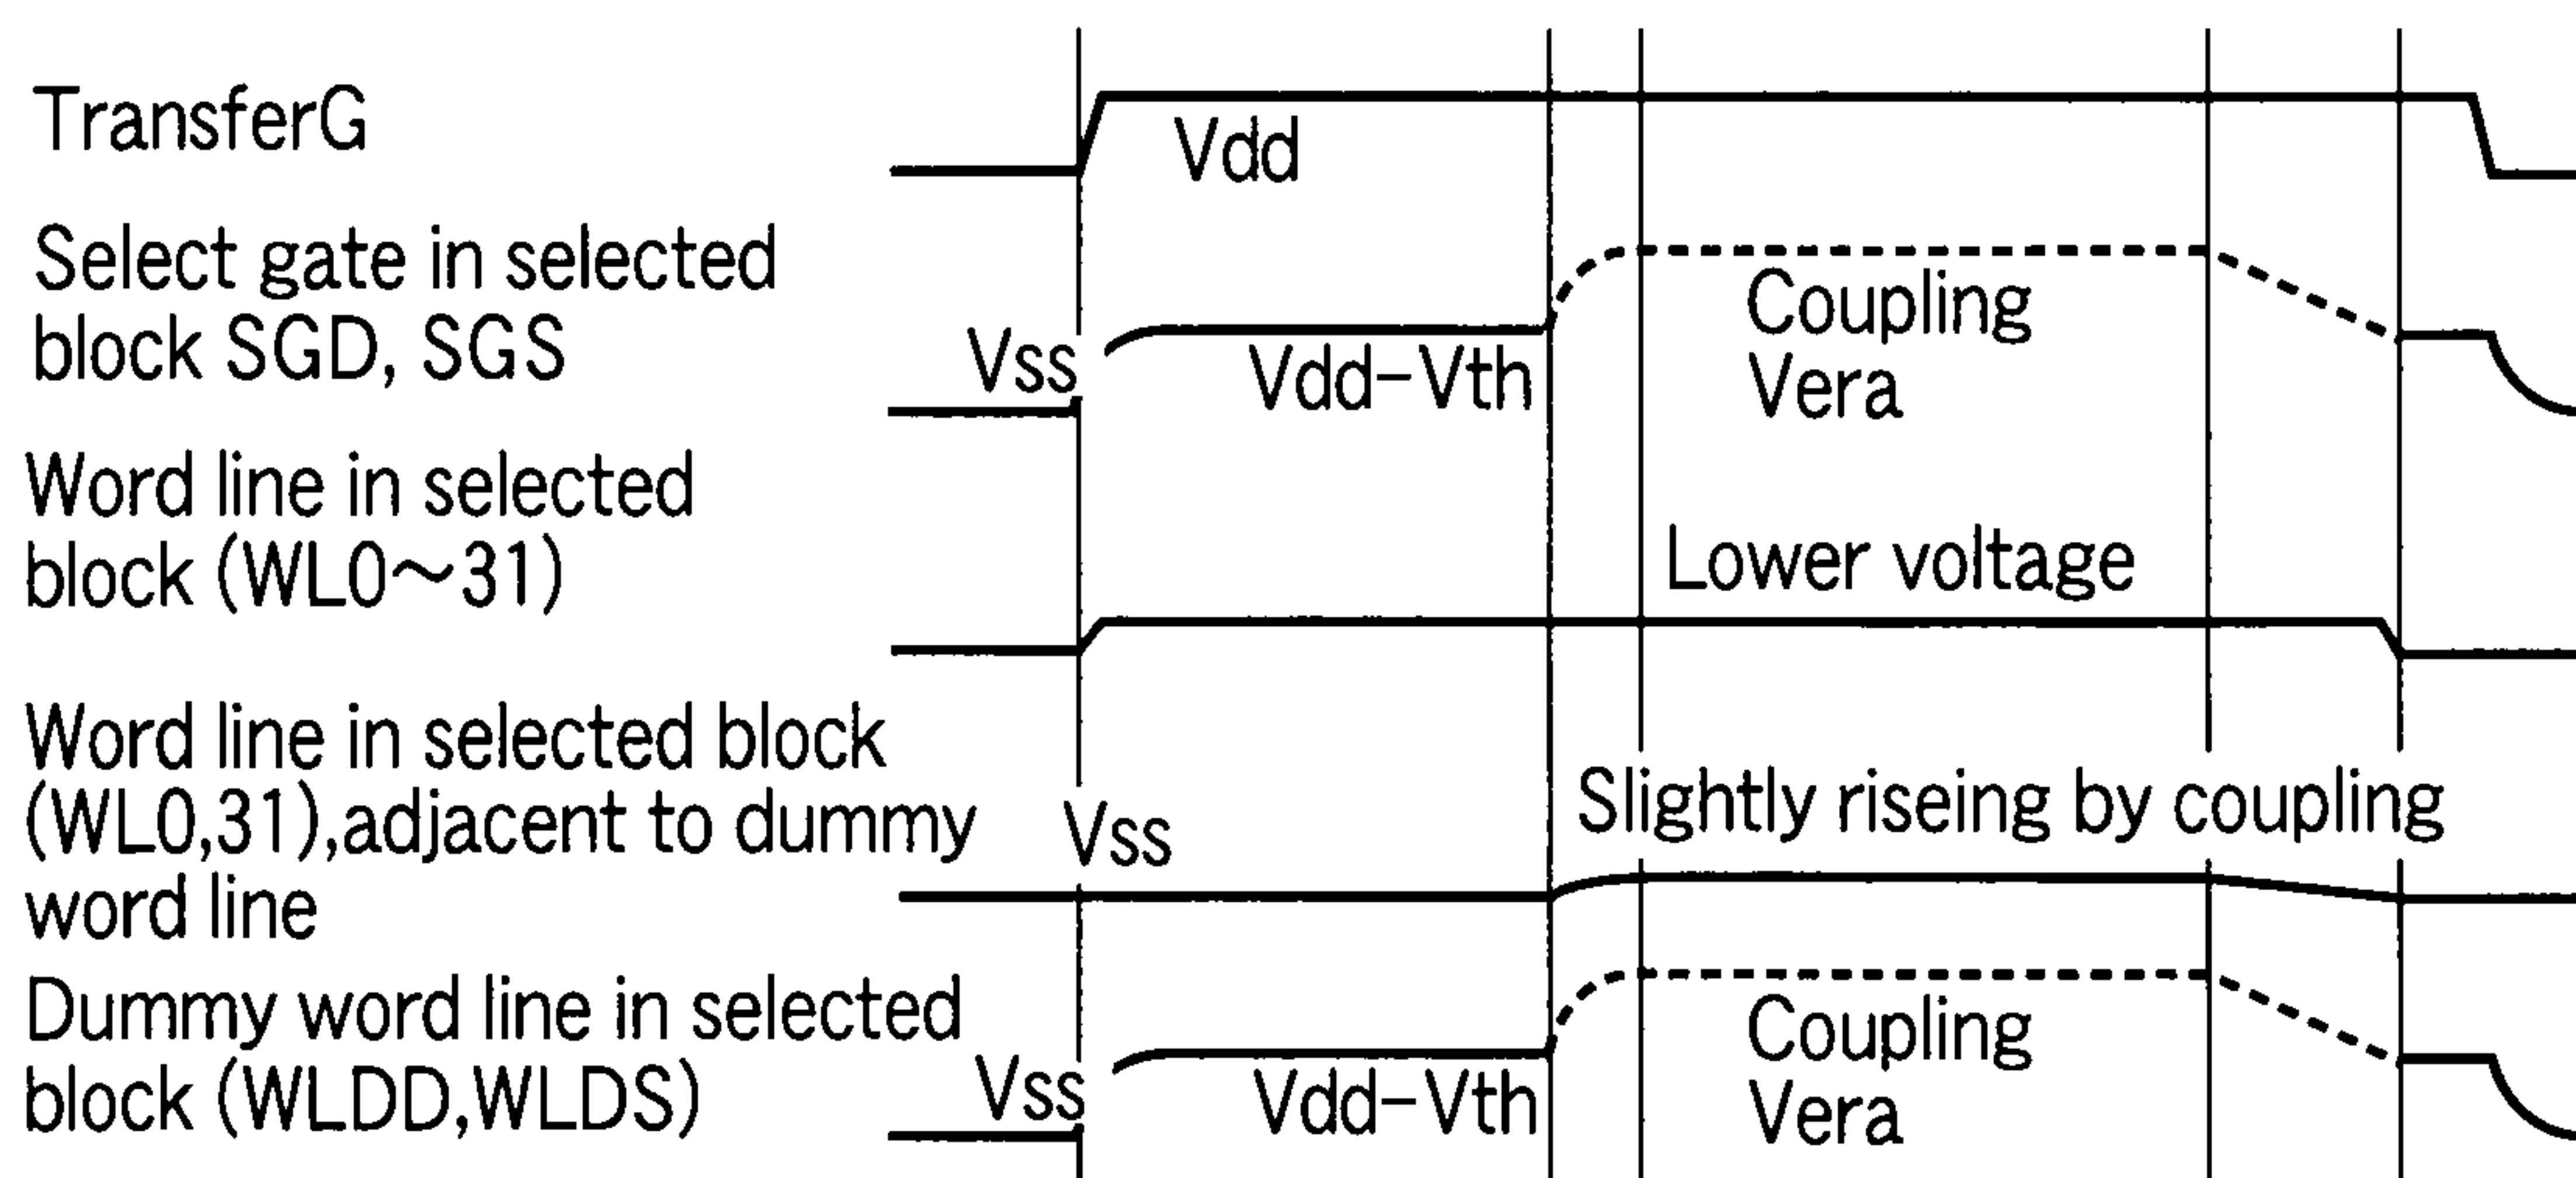 TransferG
Vdd
Select gate in selected
block SGD, SGS
Vss
Vdd-Vth
Coupling
Vera
Word line in selected
block (WL0~31)
Lower voltage
Word line in selected block
(WL0,31),adjacent to dummy
word line
Vss
Slightly riseing by coupling
Dummy word line in selected
block (WLDD,WLDS)
Vss
Vdd-Vth
Coupling
Vera